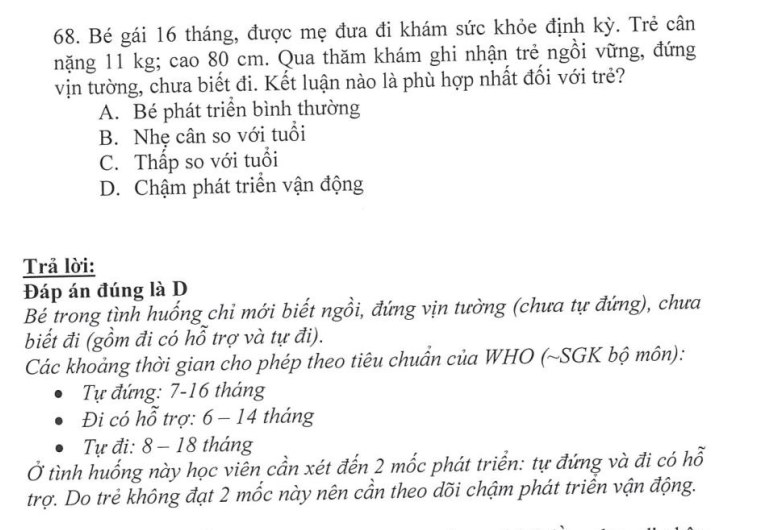 68. Bé gái 16 tháng, được mẹ đưa đi khám sức khỏe định kỳ. Trẻ cân
nặng 11 kg; cao 80 cm. Qua thăm khám ghi nhận trẻ ngồi vững, đứng
vịn tường, chưa biết đi. Kết luận nào là phù hợp nhất đối với trẻ?
A. Bé phát triển bình thường
B. Nhẹ cân so với tuổi
C. Thấp so với tuổi
D. Chậm phát triển vận động
Trả lời:
Đáp án đúng là D
Bé trong tình huống chỉ mới biết ngồi, đứng vịn tường (chưa tự đứng), chưa
biết đi (gồm đi có hỗ trợ và tự đi).
Các khoảng thời gian cho phép theo tiêu chuẩn của WHO (~SGK bộ môn):
• Tự đứng: 7-16 tháng
• Đi có hỗ trợ: 6 – 14 tháng
• Tự đi: 8 – 18 tháng
Ở tình huống này học viên cần xét đến 2 mốc phát triển: tự đứng và đi có hỗ
trợ. Do trẻ không đạt 2 mốc này nên cần theo dõi chậm phát triển vận động.